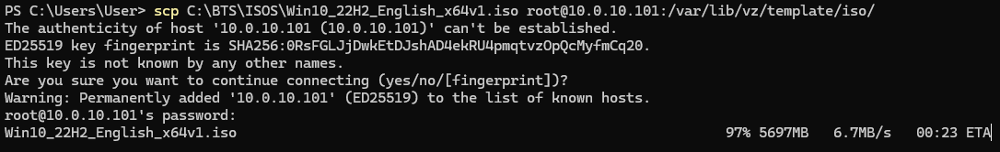 PS C:\Users\User> scp C:\BTS\ISOS\Win10_22H2_English_x64v1.iso root@10.0.10.101:/var/lib/vz/template/iso/
The authenticity of host '10.0.10.101 (10.0.10.101)' can't be established.
ED25519 key fingerprint is SHA256:0RsFGLJjDwkEtDJshAD4ekRU4pmqtvzOpQcMyfmCq20.
This key is not known by any other names.
Are you sure you want to continue connecting (yes/no/[fingerprint])?
Warning: Permanently added '10.0.10.101' (ED25519) to the list of known hosts.
root@10.0.10.101's password:
Win10_22H2_English_x64v1.iso 97% 5697MB 6.7MB/s 00:23 ETA